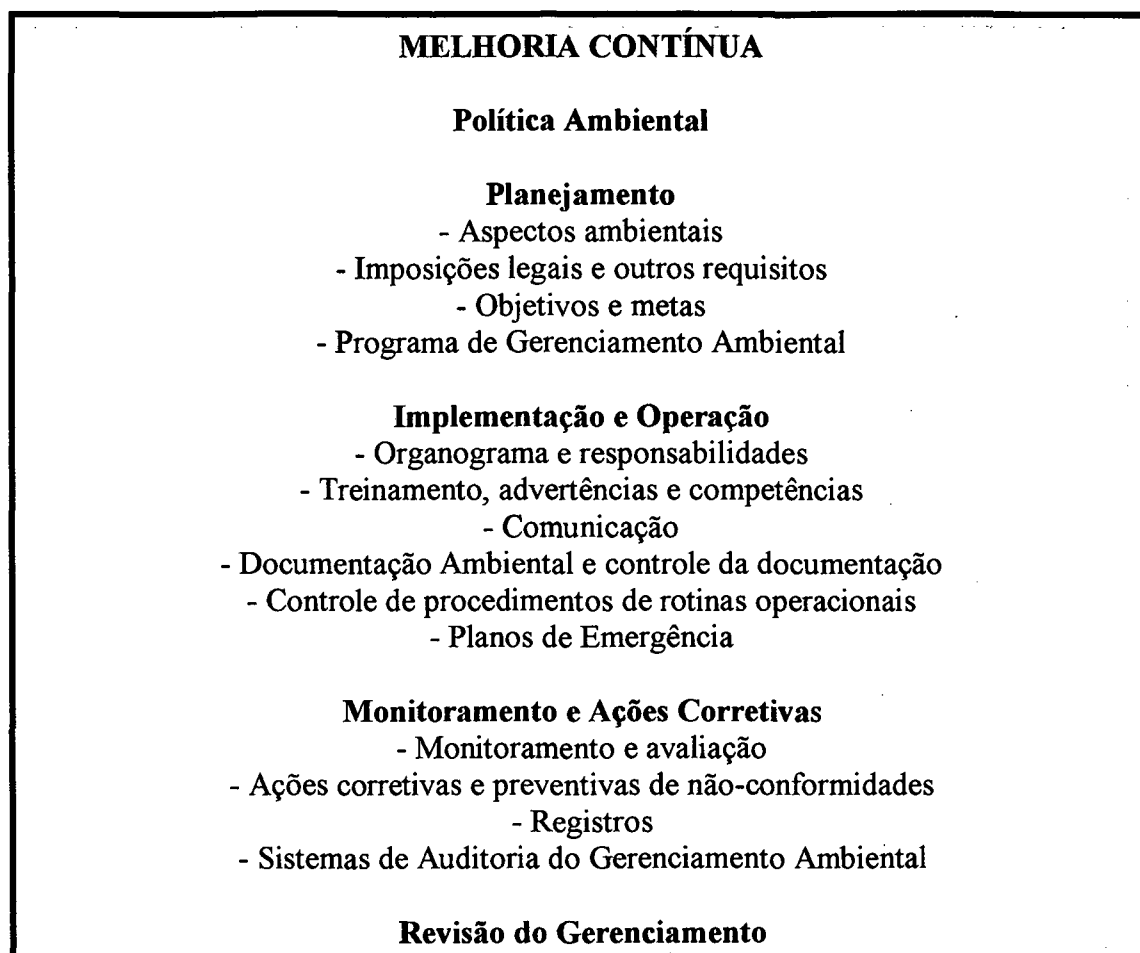 MELHORIA CONTÍNUA
Política Ambiental
Planejamento
- Aspectos ambientais
- Imposições legais e outros requisitos
- Objetivos e metas
- Programa de Gerenciamento Ambiental
Implementação e Operação
- Organograma e responsabilidades
- Treinamento, advertências e competências
- Comunicação
- Documentação Ambiental e controle da documentação
- Controle de procedimentos de rotinas operacionais
- Planos de Emergência
Monitoramento e Ações Corretivas
- Monitoramento e avaliação
- Ações corretivas e preventivas de não-conformidades
- Registros
- Sistemas de Auditoria do Gerenciamento Ambiental
Revisão do Gerenciamento